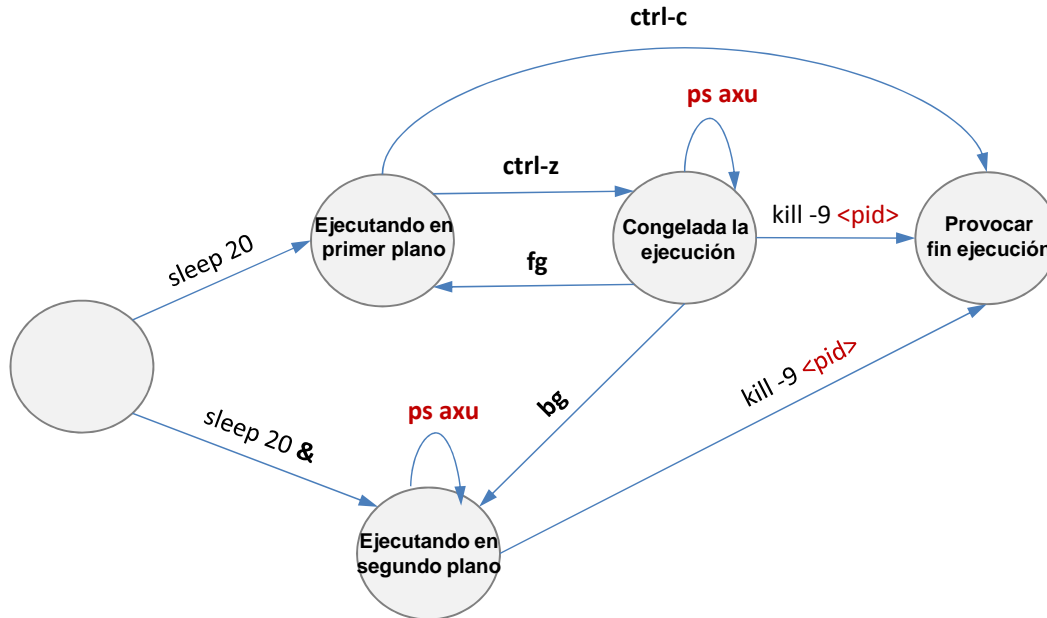 ctrl-c
ps axu
ctrl-z
Ejecutando en
primer plano
Congelada la
ejecución
kill -9 <pid>
Provocar
fin ejecución
sleep 20
fg
kill -9 <pid>
bg
sleep 20 &
ps axu
Ejecutando en
segundo plano